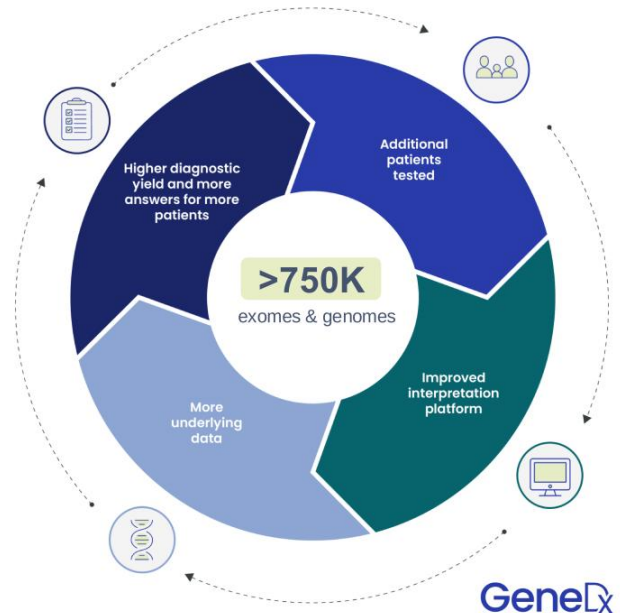 Higher diagnostic
yield and more
answers for more
patients
Additional
patients
tested
>750K
exomes & genomes
Improved
interpretation
platform
More
underlying
data
GeneDx